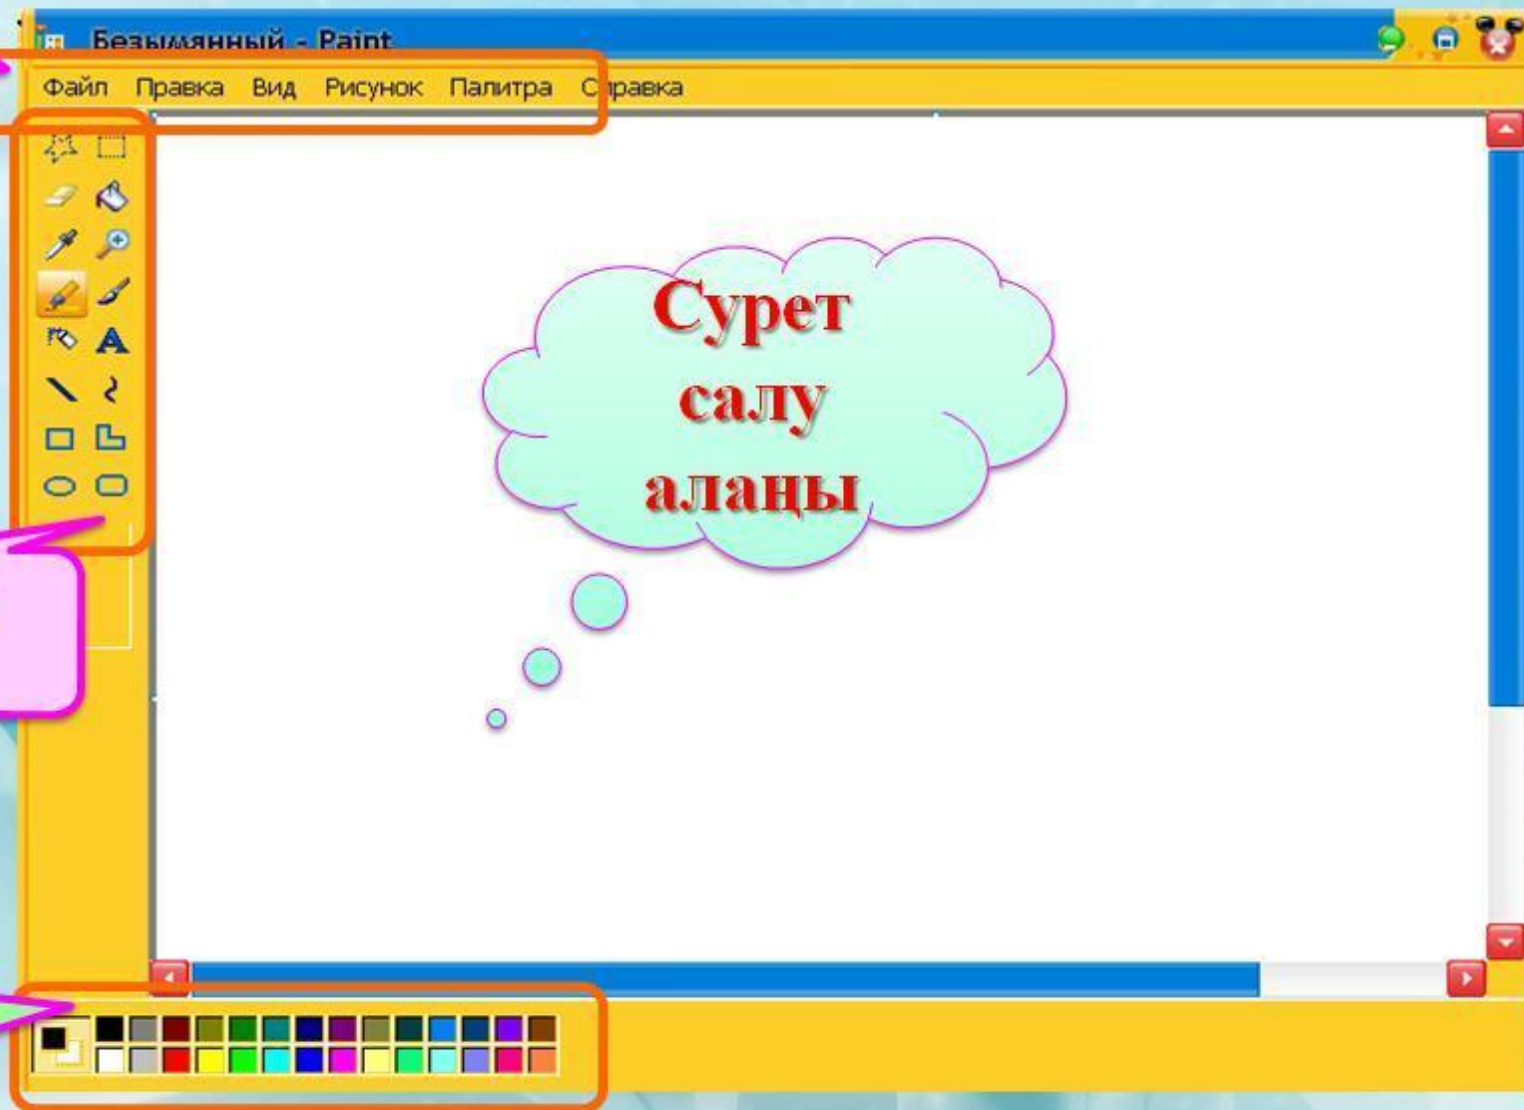 Безымянный - Paint
Файл Правка Вид Рисунок Палитра Справка
A
Сурет
салу
алаңы